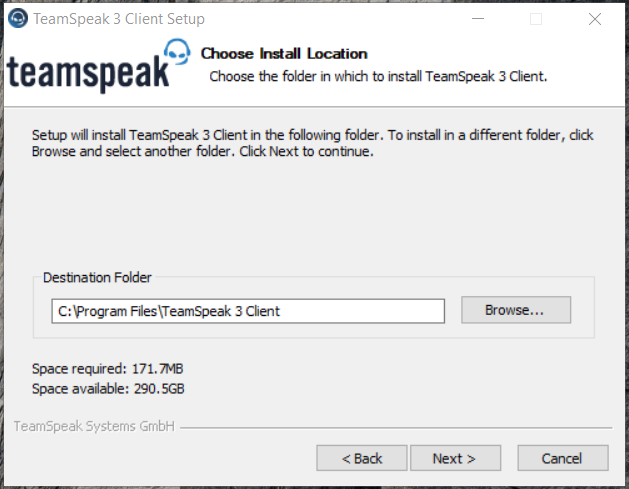 TeamSpeak 3 Client Setup
teamspeak
Choose Install Location
Choose the folder in which to install TeamSpeak 3 Client.
Setup will install TeamSpeak 3 Client in the following folder. To install in a different folder, click
Browse and select another folder. Click Next to continue.
Destination Folder
C:\Program Files\TeamSpeak 3 Client
Browse...
Space required: 171.7MB
Space available: 290.5GB
TeamSpeak Systems GmbH
< Back
Next >
Cancel